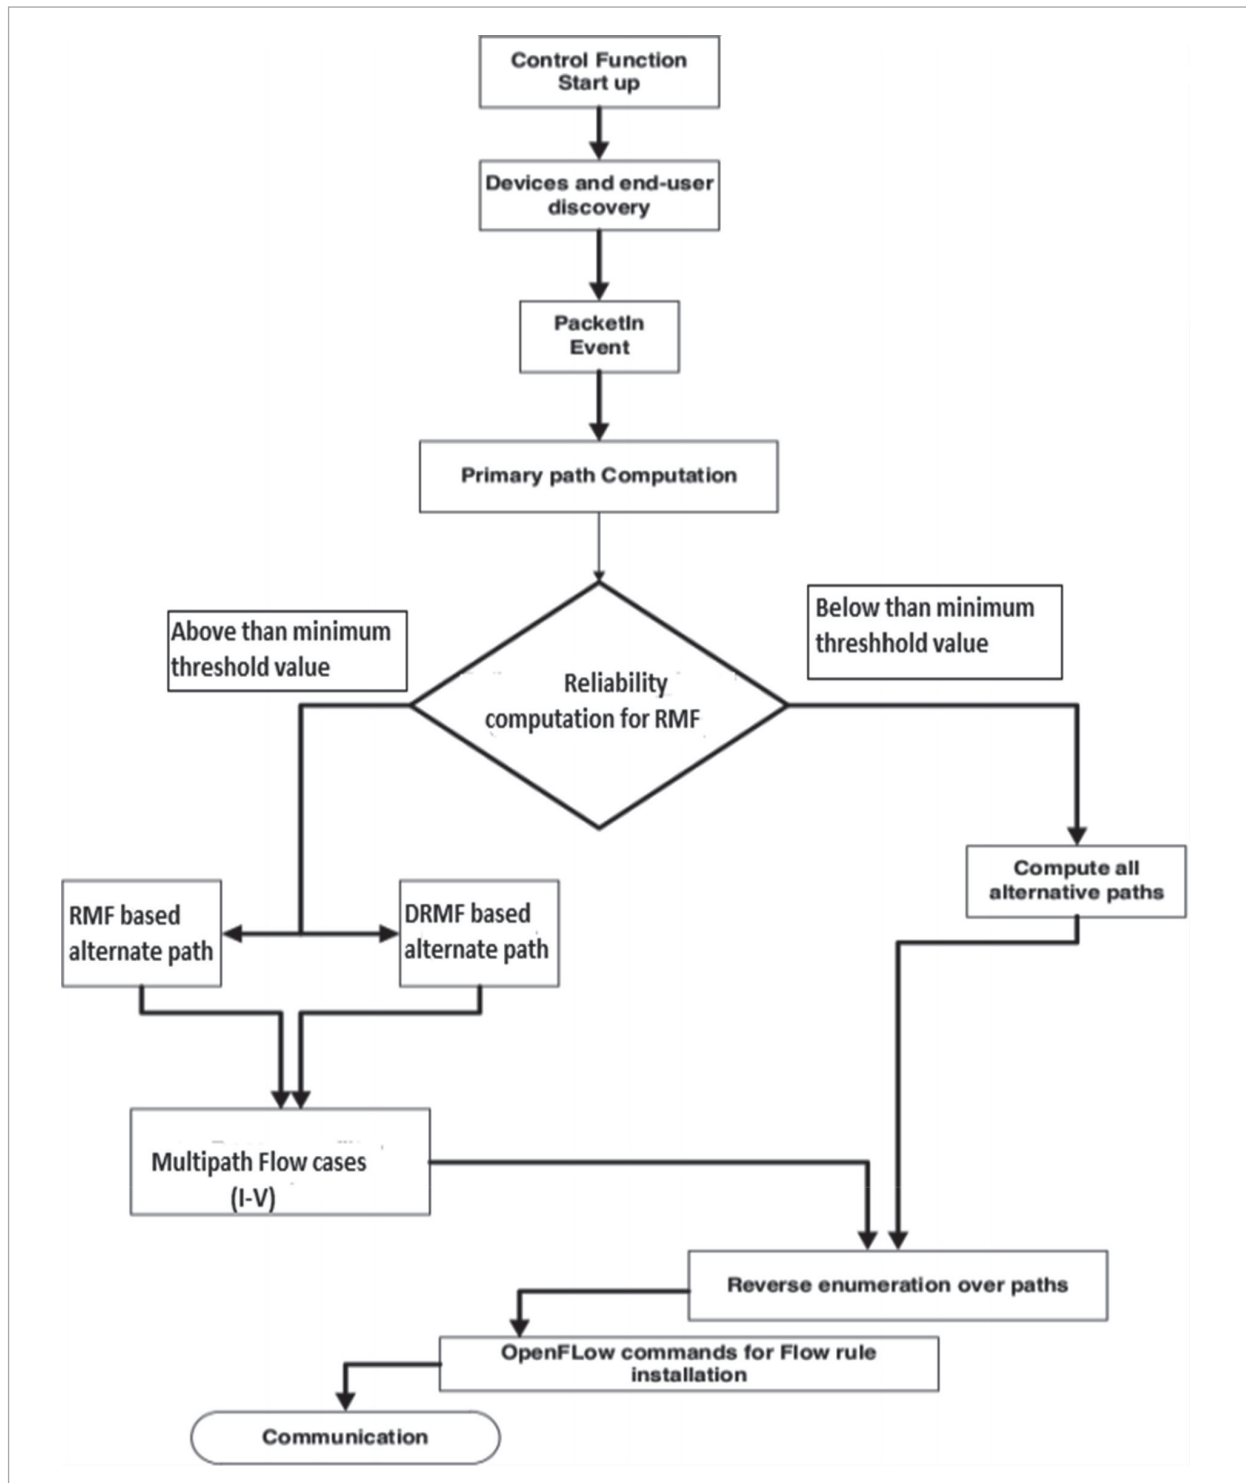 Control Function
Start up
Devices and end-user
discovery
PacketIn
Event
Primary path Computation
Above than minimum
threshold value
Below than minimum
threshhold value
Reliability
computation for RMF
Compute all
alternative paths
RMF based
alternate path
DRMF based
alternate path
Multipath Flow cases
(I-V)
Reverse enumeration over paths
OpenFLow commands for Flow rule
installation
Communication